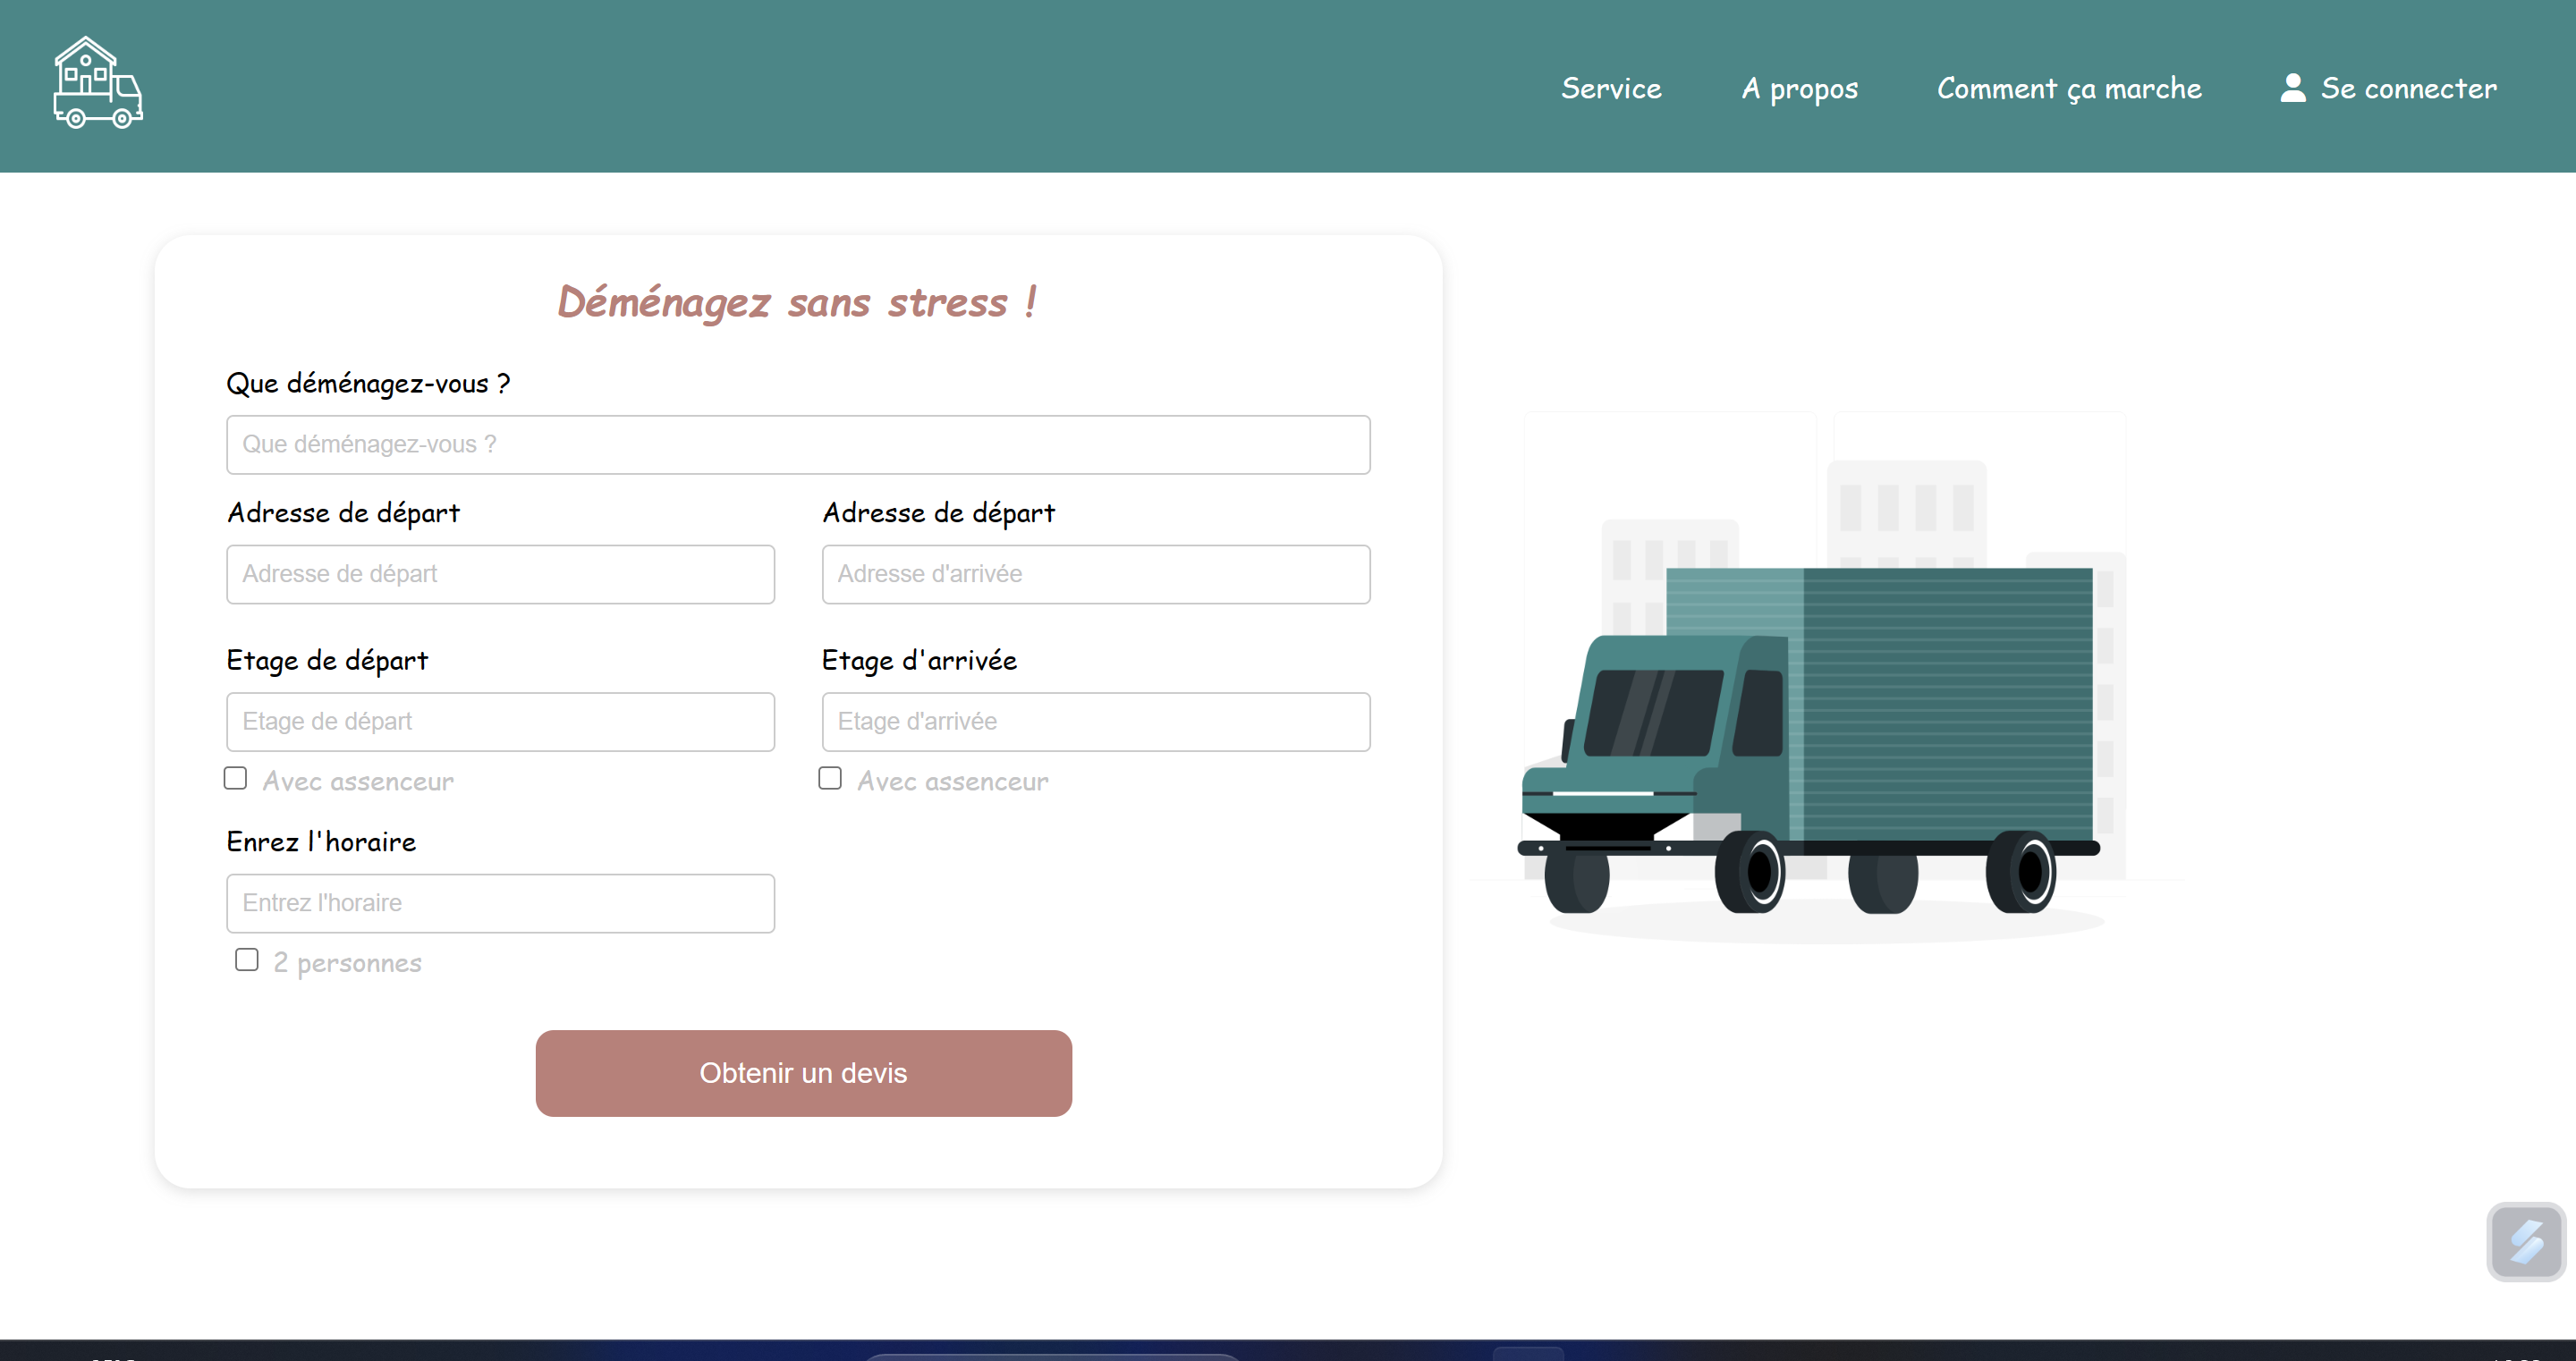 Service
A propos
Comment ça marche
Se connecter
Déménagez sans stress !
Que déménagez-vous ?
Que déménagez-vous ?
Adresse de départ
Adresse de départ
Adresse de départ
Adresse d'arrivée
Etage de départ
Etage d'arrivée
Etage de départ
Etage d'arrivée
Avec assenceur
Avec assenceur
Enrez l'horaire
Entrez l'horaire
2 personnes
Obtenir un devis